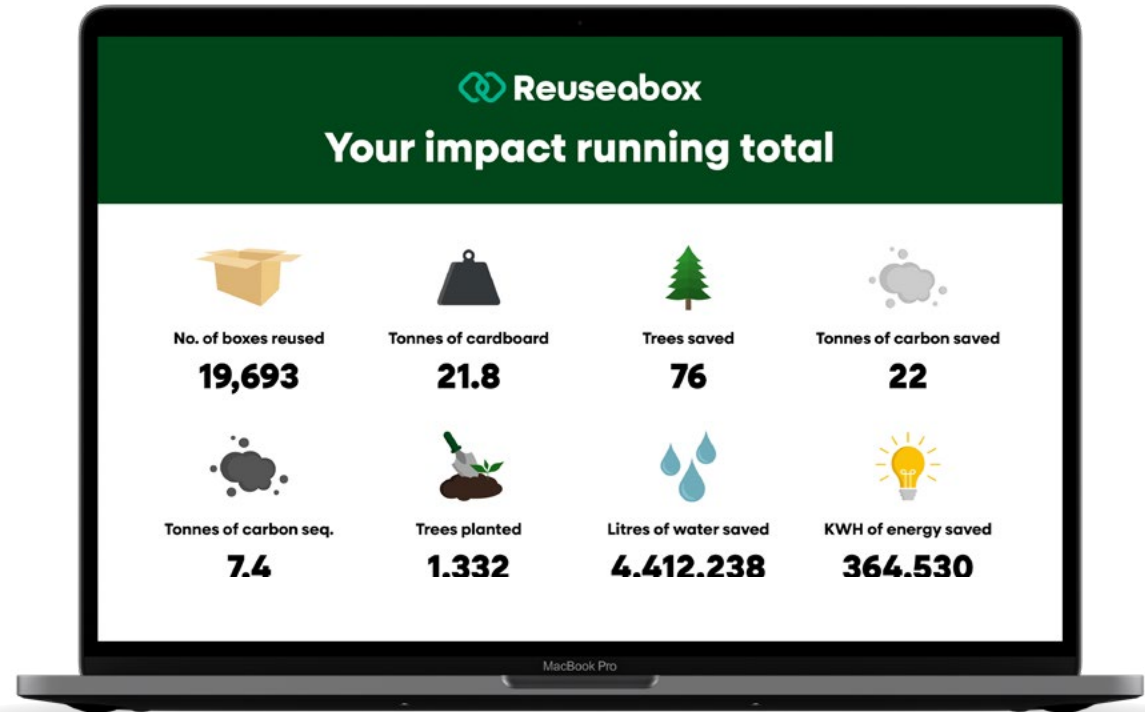 Reuseabox
Your impact running total
No. of boxes reused
19,693
Tonnes of cardboard
21.8
Trees saved
76
Tonnes of carbon saved
22
Tonnes of carbon seq.
7.4
Trees planted
1,332
Litres of water saved
4,412,238
KWH of energy saved
364,530
MacBook Pro